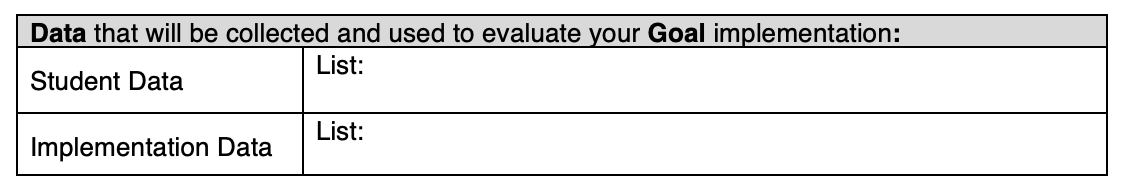 Data that will be collected and used to evaluate your Goal implementation:
Student Data
List:
Implementation Data
List: